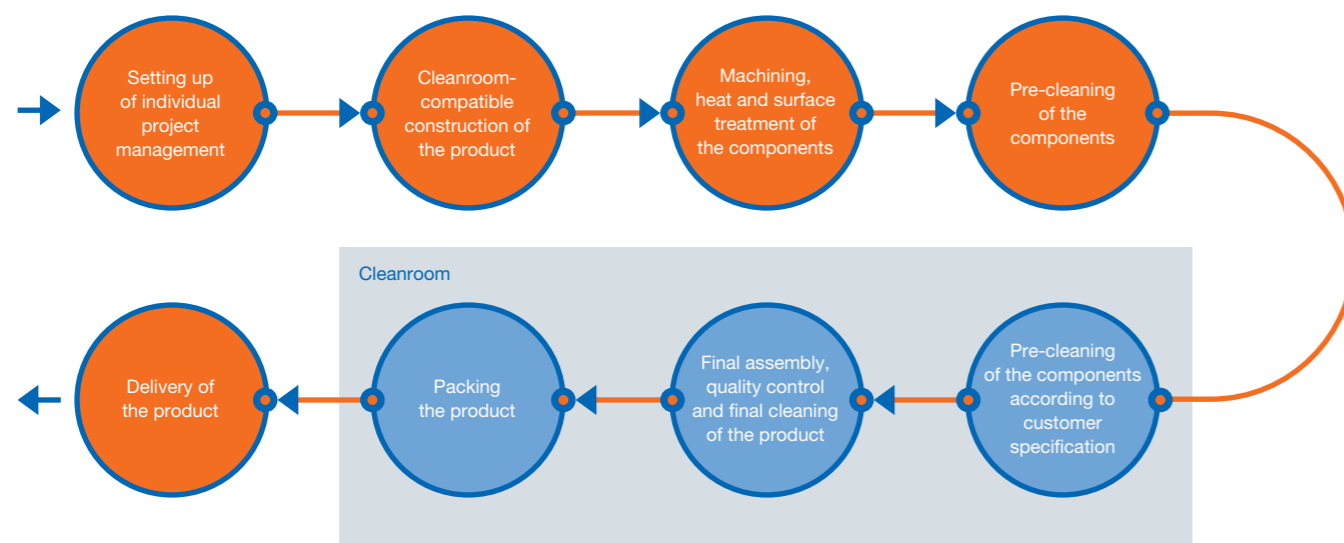 Setting up
of individual
project
management
Cleanroom-
compatible
construction of
the product
Machining,
heat and surface
treatment of
the components
Pre-cleaning
of the
components
Cleanroom
Delivery of
the product
Packing
the product
Final assembly,
quality control
and final cleaning
of the product
Pre-cleaning
of the components
according to
customer
specification